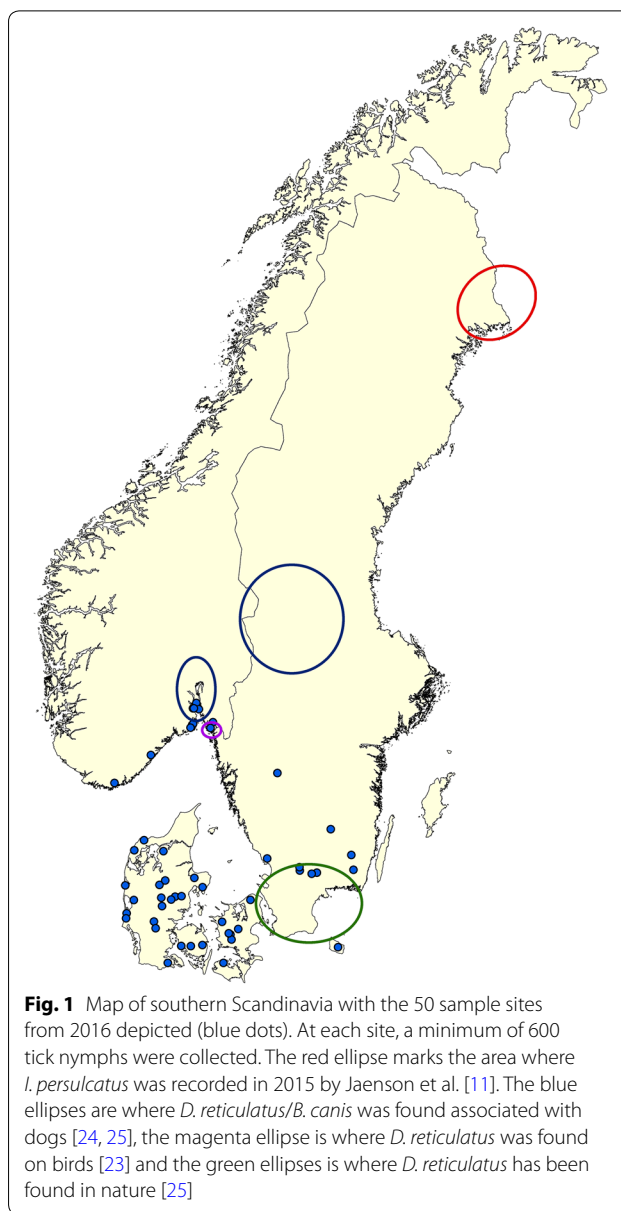 Fig. 1 Map of southern Scandinavia with the 50 sample sites
from 2016 depicted (blue dots). At each site, a minimum of 600
tick nymphs were collected. The red ellipse marks the area where
I. persulcatus was recorded in 2015 by Jaenson et al. [11]. The blue
ellipses are where D. reticulatus/B. canis was found associated with
dogs [24, 25], the magenta ellipse is where D. reticulatus was found
on birds [23] and the green ellipses is where D. reticulatus has been
found in nature [25]